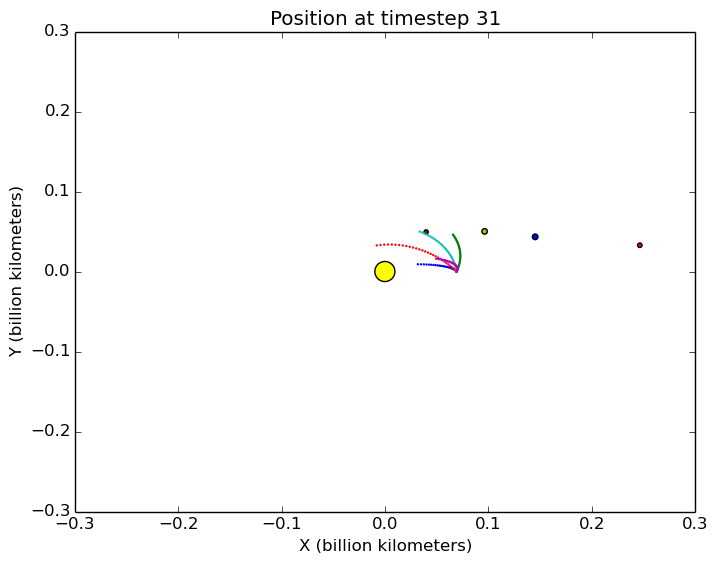 Position at timestep 31
0.3
0.2
0.1
0.0
−0.1
−0.2
−0.3
Y (billion kilometers)
−0.3 −0.2 −0.1 0.0 0.1 0.2 0.3
X (billion kilometers)